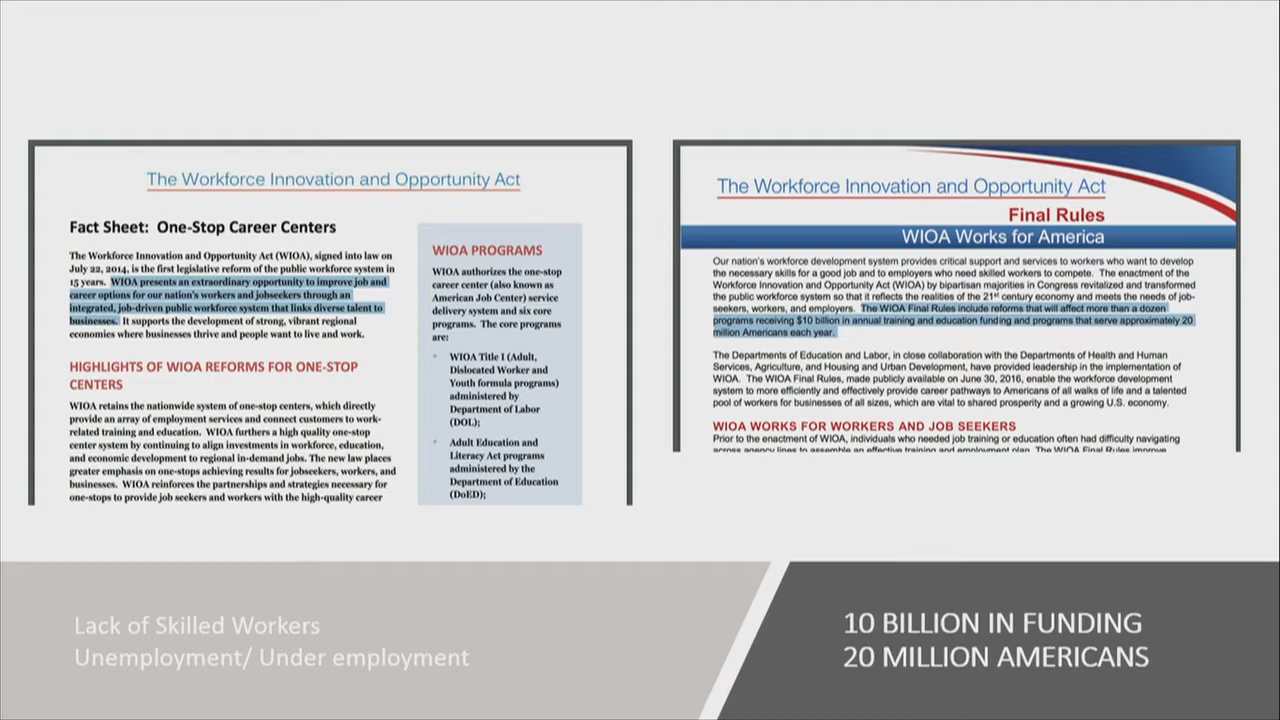 The Workforce Innovation and Opportunity Act
Fact Sheet: One-Stop Career Centers
The Workforce Innovation and Opportunity Act (WIOA), signed into law on
July 22, 2014, is the first legislative reform of the public workforce system in
15 years. WIOA presents an extraordinary opportunity to improve job and
career options for our nation's workers and jobseekers through an
integrated, job-driven public workforce system that links diverse talent to
businesses. It supports the development of strong, vibrant regional
economies where businesses thrive and people want to live and work.
HIGHLIGHTS OF WIOA REFORMS FOR ONE-STOP
CENTERS
WIOA retains the nationwide system of one-stop centers, which directly
provide an array of employment services and connect customers to work-
related training and education. WIOA furthers a high quality one-stop
center system by continuing to align investments in workforce, education,
and economic development to regional in-demand jobs. The new law places
greater emphasis on one-stops achieving results for jobseekers, workers, and
businesses. WIOA reinforces the partnerships and strategies necessary for
one-stops to provide job seekers and workers with the high-quality career
WIOA PROGRAMS
WIOA authorizes the one-stop
career center (also known as
American Job Center) service
delivery system and six core
programs. The core programs
are:
WIOA Title I (Adult,
Dislocated Worker and
Youth formula programs)
administered by
Department of Labor
(DOL);
Adult Education and
Literacy Act programs
administered by the
Department of Education
(DoED);
The Workforce Innovation and Opportunity Act
Final Rules
WIOA Works for America
Our nation's workforce development system provides critical support and services to workers who want to develop
the necessary skills for a good job and to employers who need skilled workers to compete. The enactment of the
Workforce Innovation and Opportunity Act (WIOA) by bipartisan majorities in Congress revitalized and transformed
the public workforce system so that it reflects the realities of the 21st century economy and meets the needs of job-
seekers, workers, and employers. The WIOA Final Rules include reforms that will affect more than a dozen
programs receiving $10 billion in annual training and education funding and programs that serve approximately 20
million Americans each year.
The Departments of Education and Labor, in close collaboration with the Departments of Health and Human
Services, Agriculture, and Housing and Urban Development, have provided leadership in the implementation of
WIOA. The WIOA Final Rules, made publicly available on June 30, 2016, enable the workforce development
system to more efficiently and effectively provide career pathways to Americans of all walks of life and a talented
pool of workers for businesses of all sizes, which are vital to shared prosperity and a growing U.S. economy.
WIOA WORKS FOR WORKERS AND JOB SEEKERS
Prior to the enactment of WIOA, individuals who needed job training or education often had difficulty navigating
across agency lines to assemble an effective training and employment plan. The WIOA Final Rules improve
Lack of Skilled Workers
Unemployment/ Under employment
10 BILLION IN FUNDING
20 MILLION AMERICANS